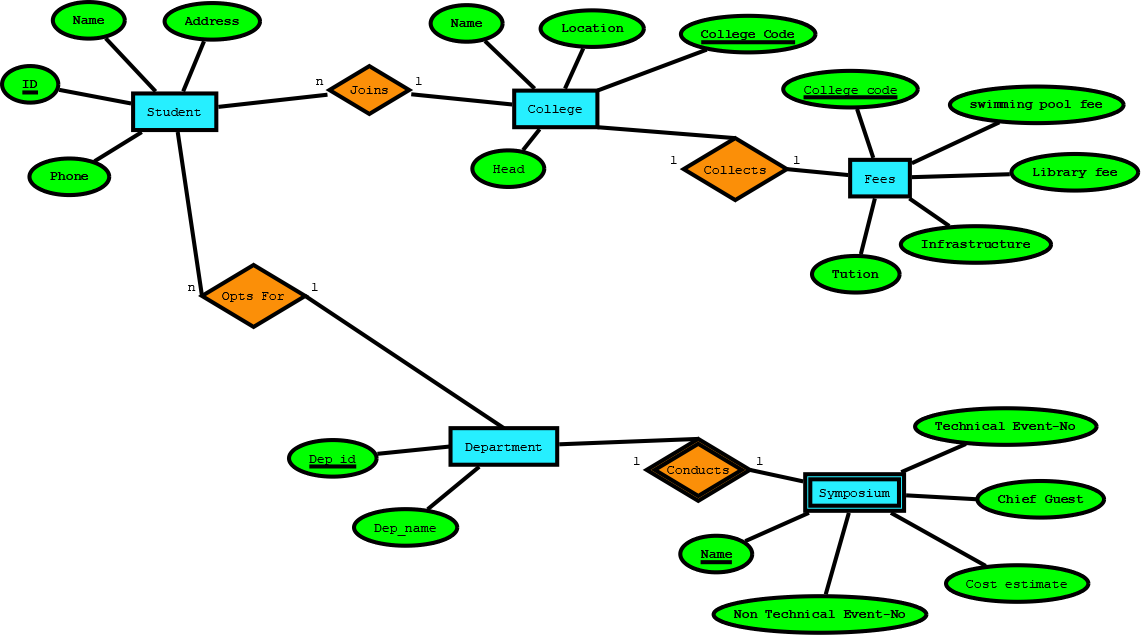 Name
Address
Name
Location
College Code
ID
n
Joins
1
College code
swimming pool fee
Student
College
Phone
Head
1
Collects
1
Fees
Library fee
Infrastructure
Tution
n
Opts For
1
Technical Event-No
Dep_id
Department
1
Conducts
1
Symposium
Chief Guest
Dep_name
Name
Cost estimate
Non Technical Event-No